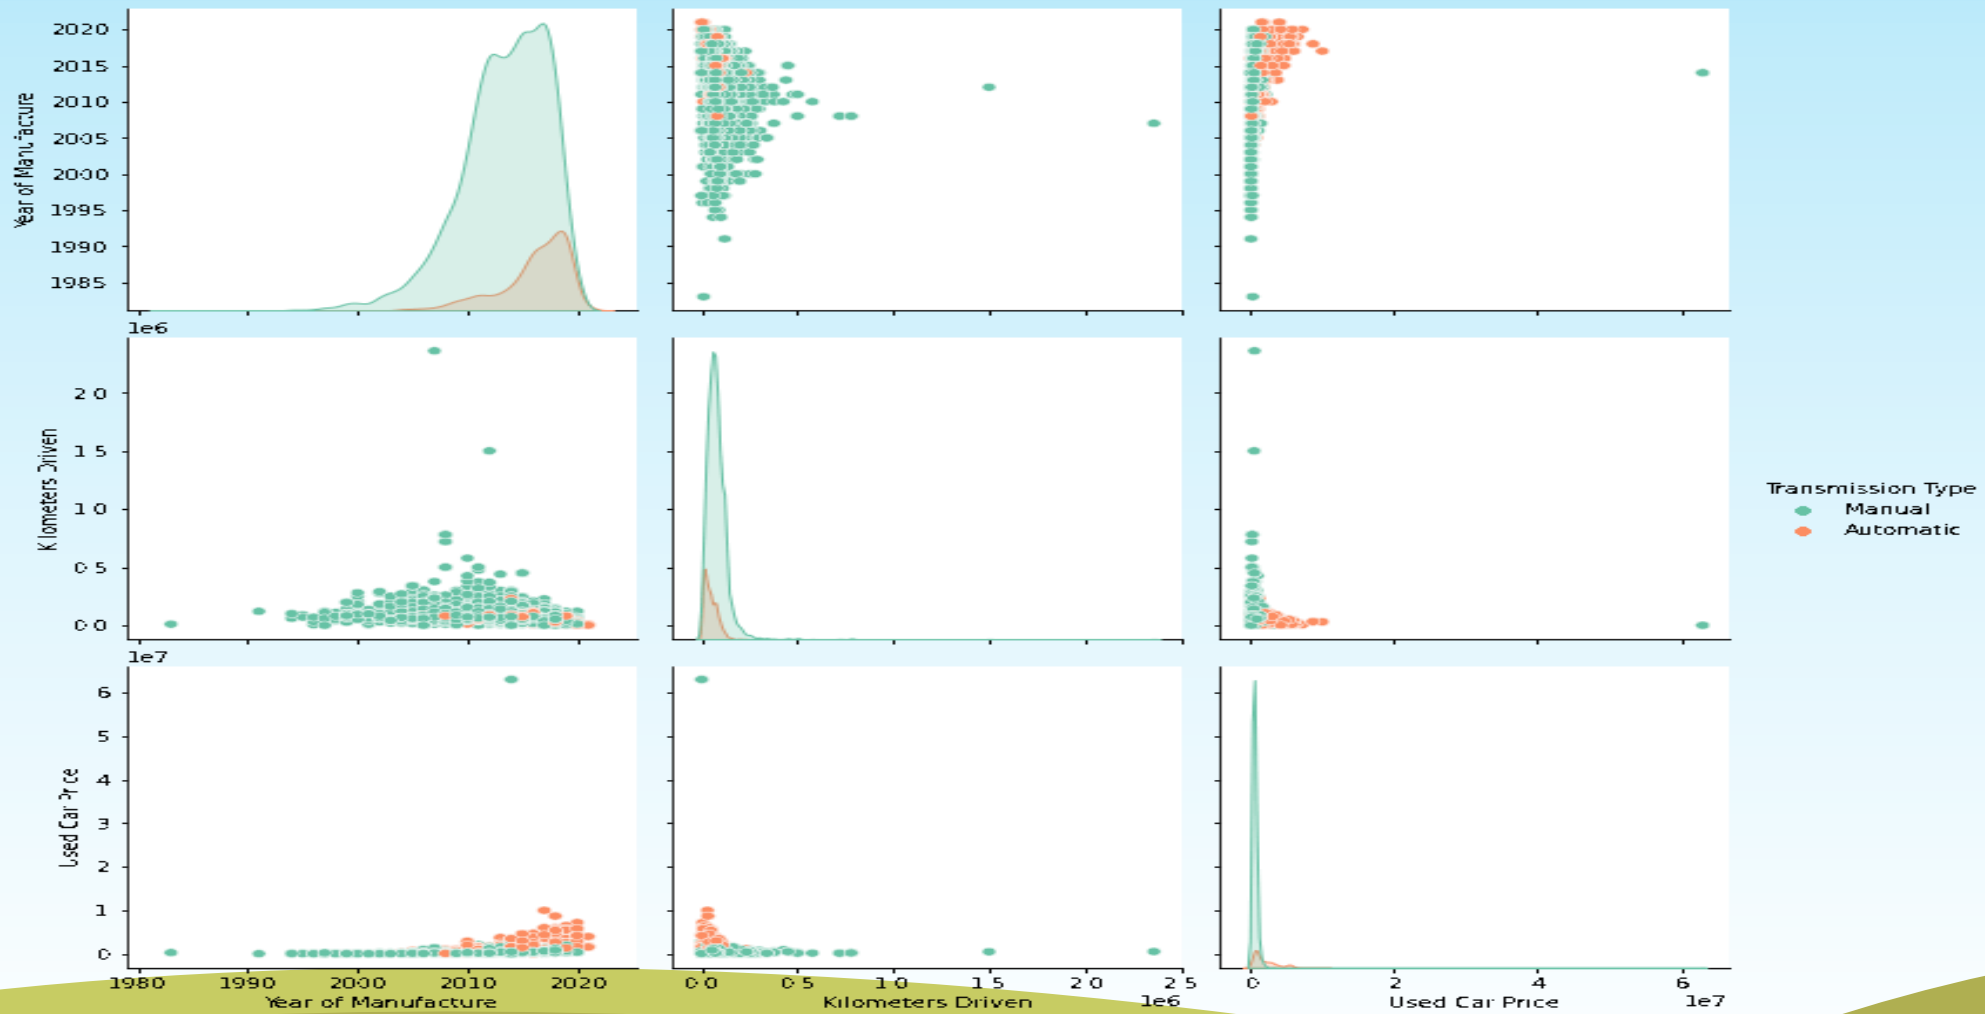 2020
2015
2010
2005
2000
1995
1990
1985
Year of Manufacture
1e6
2.0
1.5
1.0
0.5
0.0
Kilometers Driven
1e7
6
5
4
3
2
1
0
Used Car Price
Transmission Type
Manual
Automatic
1980 1990 2000 2010 2020
Year of Manufacture
0.0 0.5 1.0 1.5 2.0 2.5
1e6
Kilometers Driven
0 2 4 6
1e7
Used Car Price